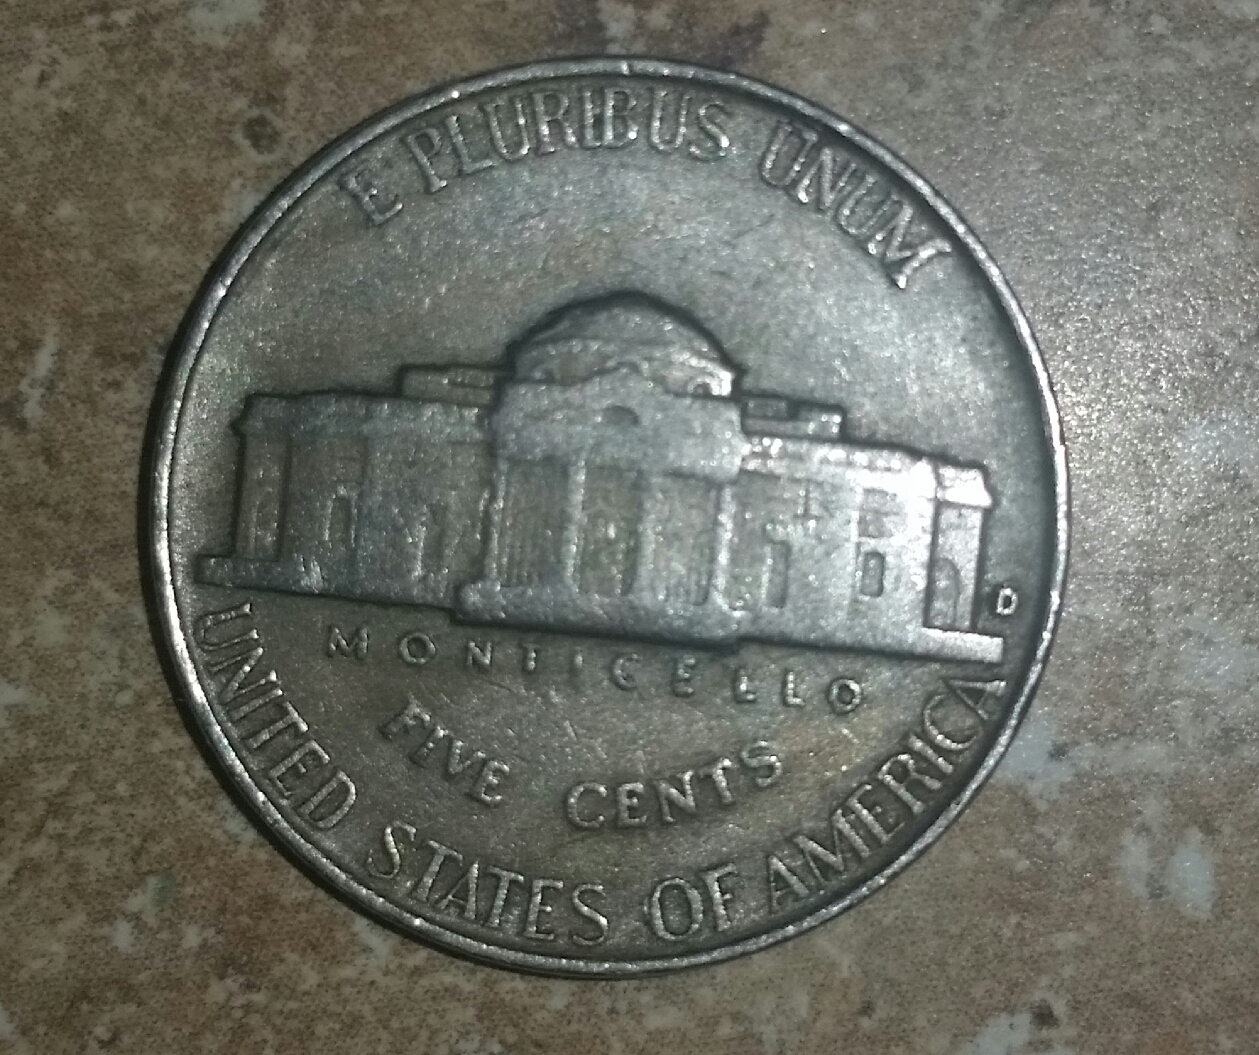 E PLURIBUS UNUM
D
MONTICELLO
FIVE CENTS
UNITED STATES OF AMERICA